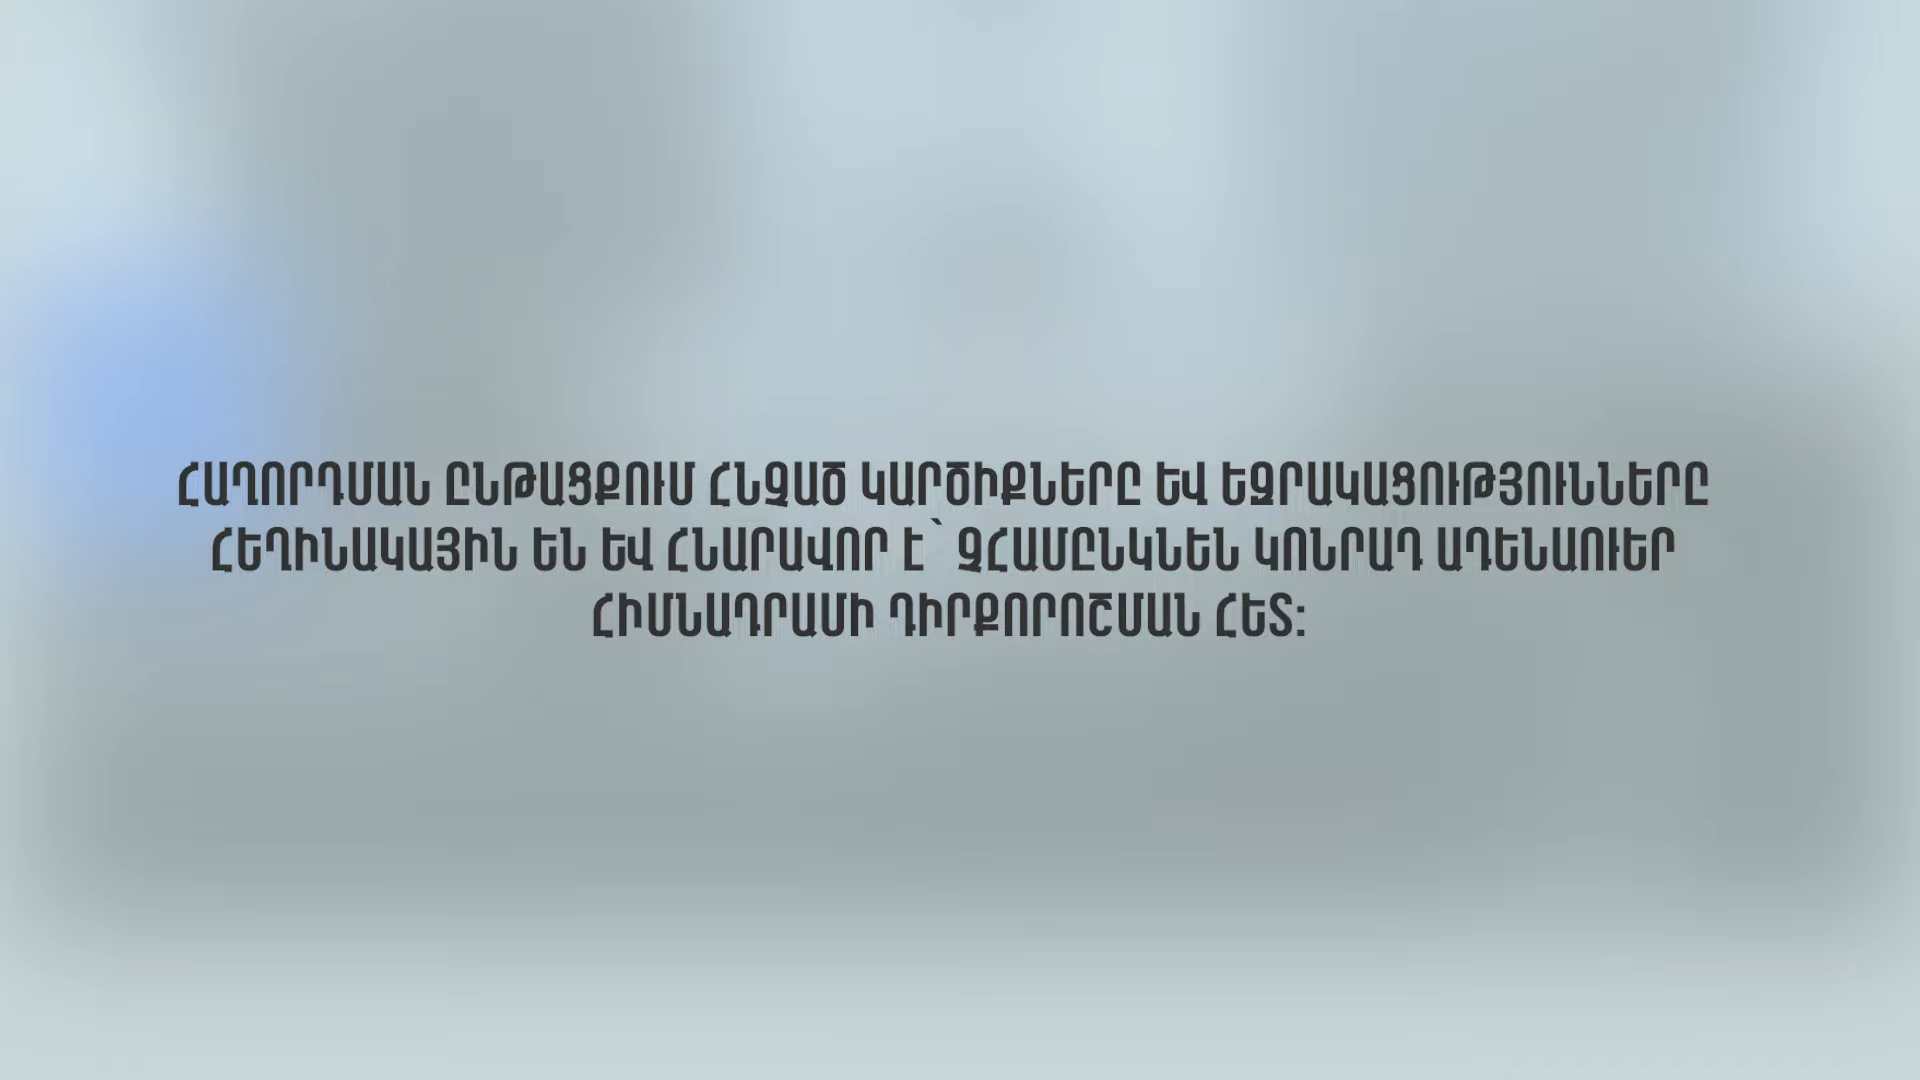 ՀԱՂՈՐԴՄԱՆ ԸՆԹԱՑՔՈՒՄ ՀՆՉԱԾ ԿԱՐԾԻՔՆԵՐԸ ԵՎ ԵԶՐԱԿԱՑՈՒԹՅՈՒՆՆԵՐԸ
ՀԵՂԻՆԱԿԱՅԻՆ ԵՆ ԵՎ ՀՆԱՐԱՎՈՐ Է՝ ՉՀԱՄԸՆԿՆԵՆ ԿՈՆՐԱԴ ԱԴԵՆԱՈՒԵՐ
ՀԻՄՆԱԴՐԱՄԻ ԴԻՐՔՈՐՈՇՄԱՆ ՀԵՏ: